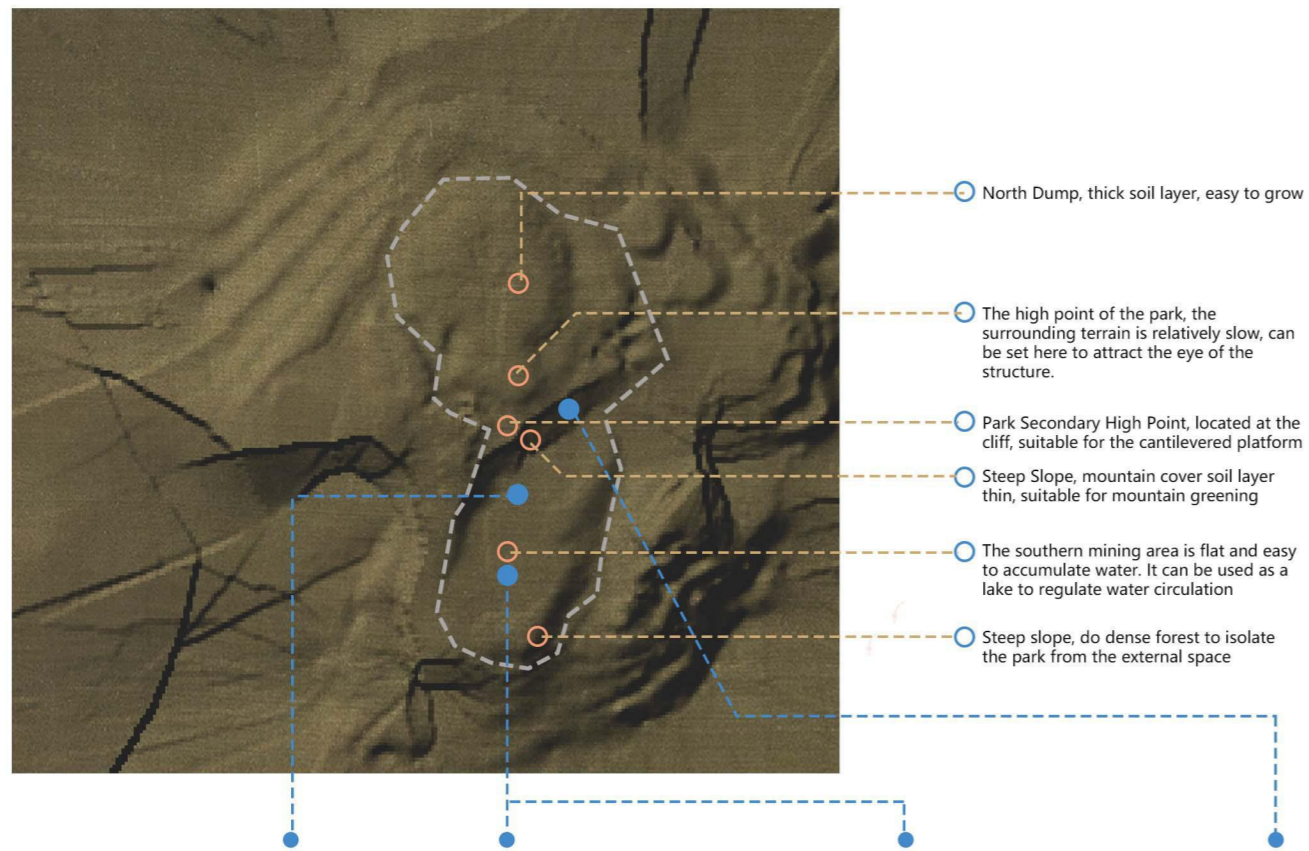 North Dump, thick soil layer, easy to grow
The high point of the park, the
surrounding terrain is relatively slow, can
be set here to attract the eye of the
structure.
Park Secondary High Point, located at the
cliff, suitable for the cantilevered platform
Steep Slope, mountain cover soil layer
thin, suitable for mountain greening
The southern mining area is flat and easy
to accumulate water. It can be used as a
lake to regulate water circulation
Steep slope, do dense forest to isolate
the park from the external space